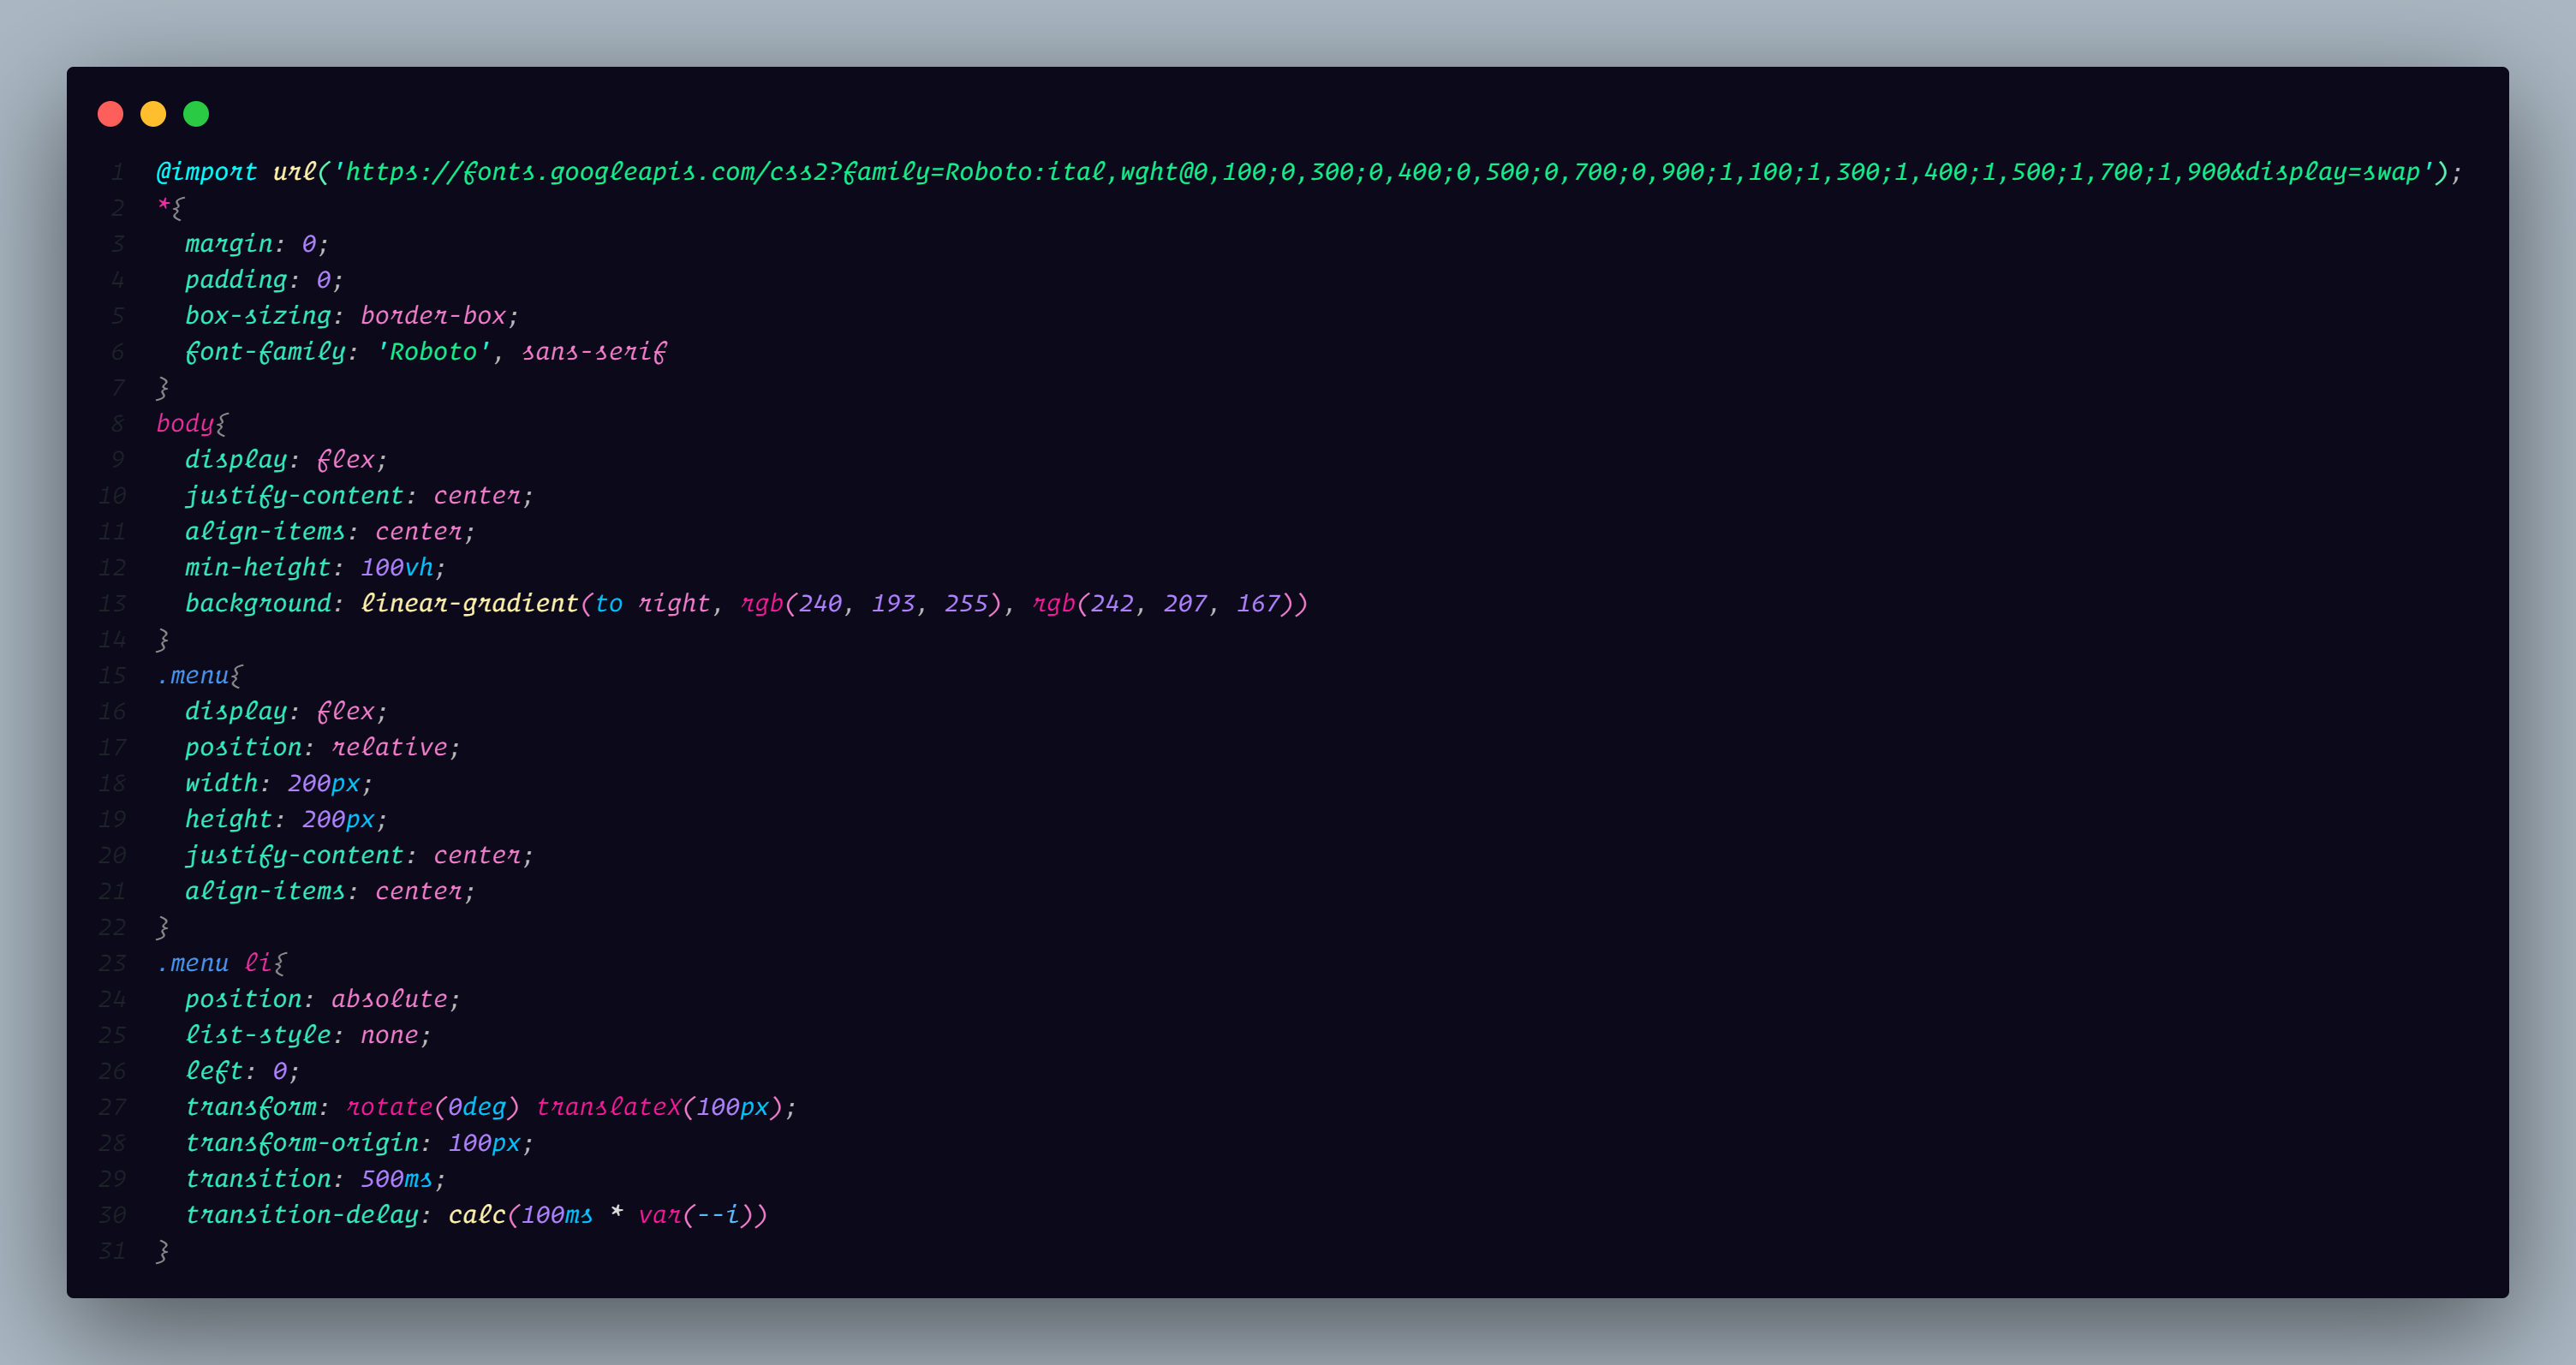 1 @import url('https://fonts.googleapis.com/css2?family=Roboto:ital,wght@0,100;0,300;0,400;0,500;0,700;0,900;1,100;1,300;1,400;1,500;1,700;1,900&display=swap');
2 *{
3   margin: 0;
4   padding: 0;
5   box-sizing: border-box;
6   font-family: 'Roboto', sans-serif
7 }
8 body{
9   display: flex;
10   justify-content: center;
11   align-items: center;
12   min-height: 100vh;
13   background: linear-gradient(to right, rgb(240, 193, 255), rgb(242, 207, 167))
14 }
15 .menu{
16   display: flex;
17   position: relative;
18   width: 200px;
19   height: 200px;
20   justify-content: center;
21   align-items: center;
22 }
23 .menu li{
24   position: absolute;
25   list-style: none;
26   left: 0;
27   transform: rotate(0deg) translateX(100px);
28   transform-origin: 100px;
29   transition: 500ms;
30   transition-delay: calc(100ms * var(--i))
31 }